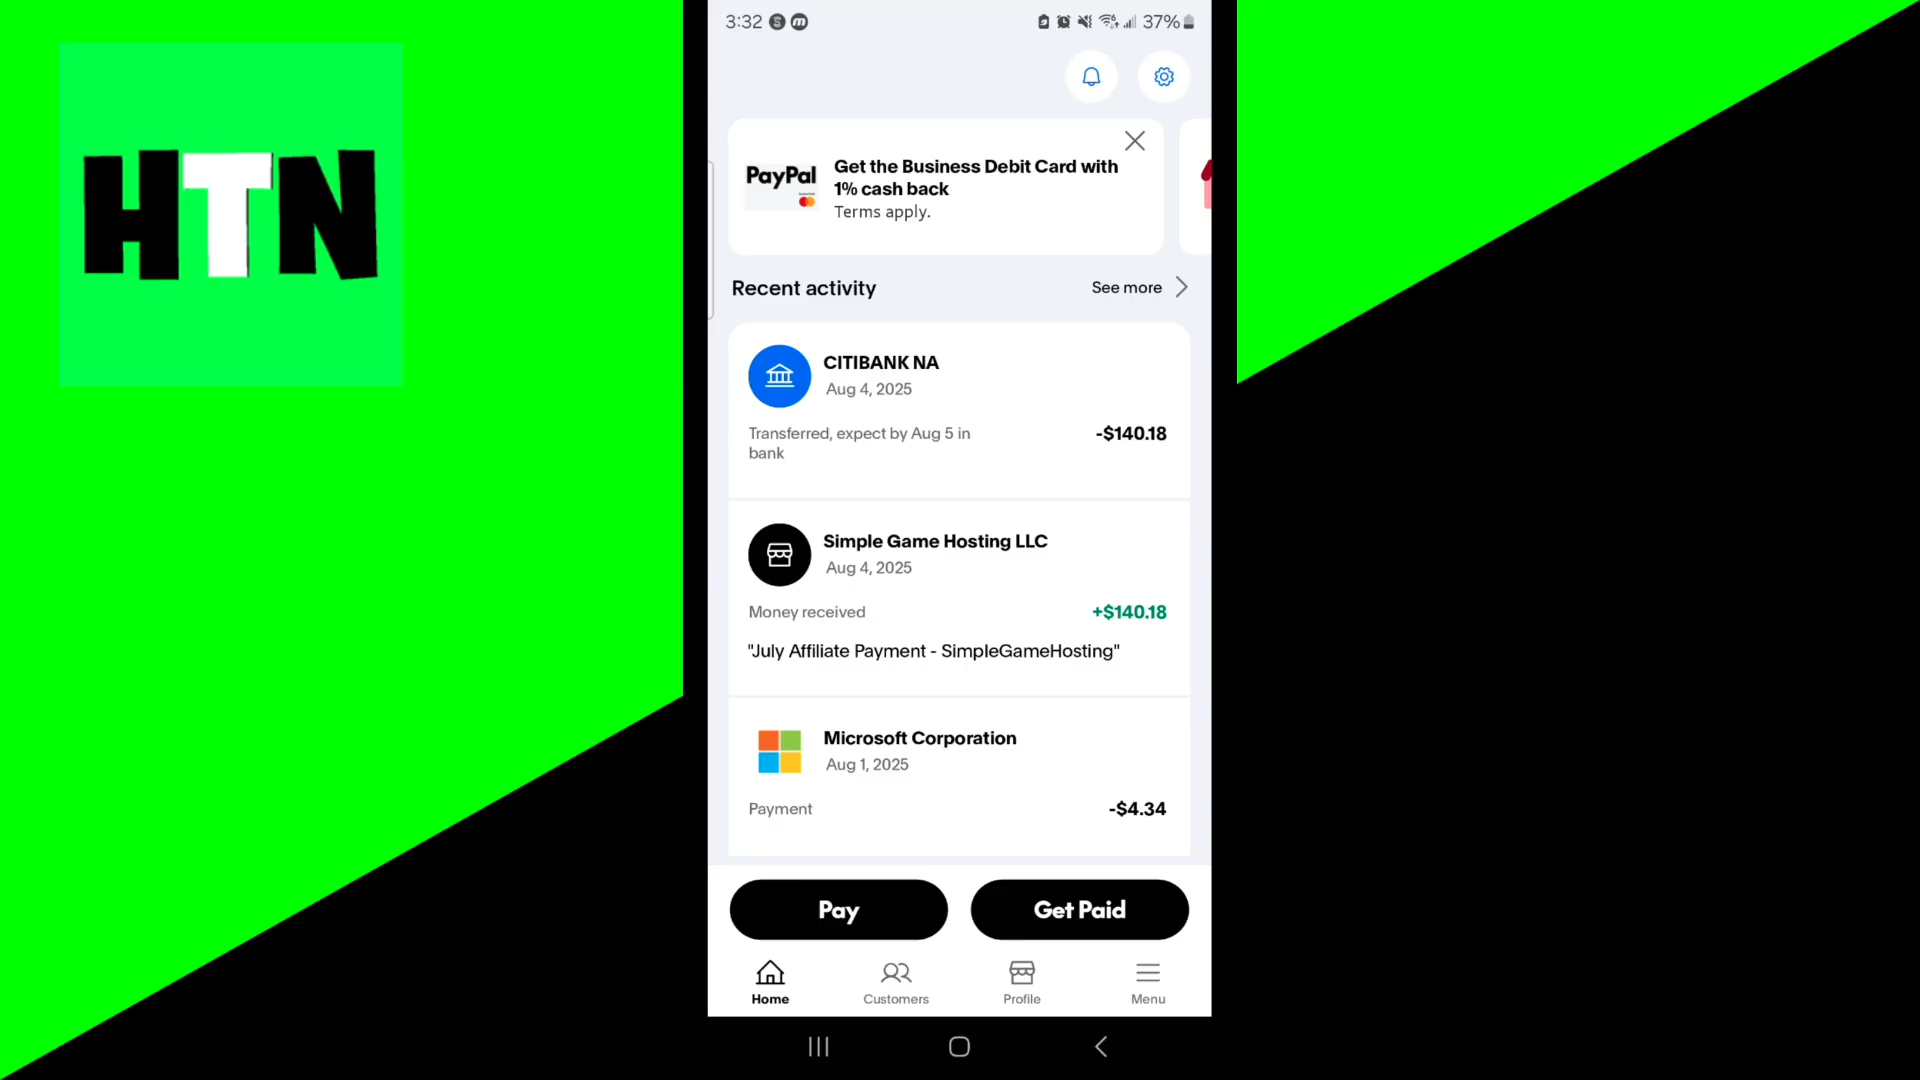 HTN
3:32
37%
PayPal
Get the Business Debit Card with
1% cash back
Terms apply.
Recent activity
See more
CITIBANK NA
Aug 4, 2025
Transferred, expect by Aug 5 in
bank
-$140.18
Simple Game Hosting LLC
Aug 4, 2025
Money received
+$140.18
"July Affiliate Payment - SimpleGameHosting"
Microsoft Corporation
Aug 1, 2025
Payment
-$4.34
Pay
Get Paid
Home
Customers
Profile
Menu